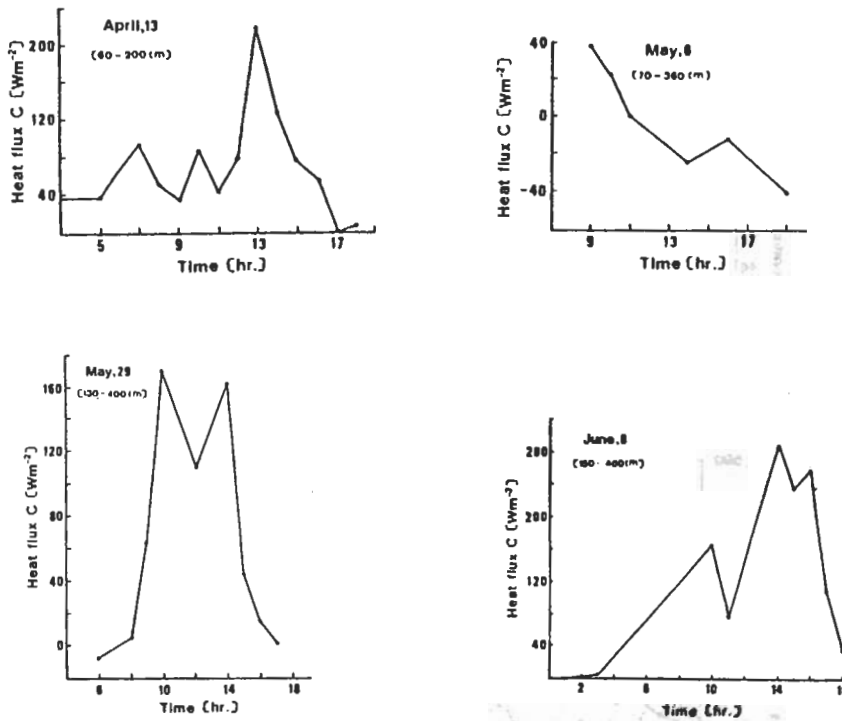 April,13
(60-200(m)
Heat flux C [Wm-2]
200
120
40
5 9 13 17
Time [hr.]
May,6
(70-360(m)
Heat flux C [Wm-2]
40
0
-40
9 13 17
Time [hr.]
May,29
(130-400(m)
Heat flux C [Wm-2]
160
120
80
40
0
6 10 14 18
Time [hr.]
June,8
(160-400(m)
Heat flux C [Wm-2]
280
200
120
40
2 6 10 14
Time [hr.]